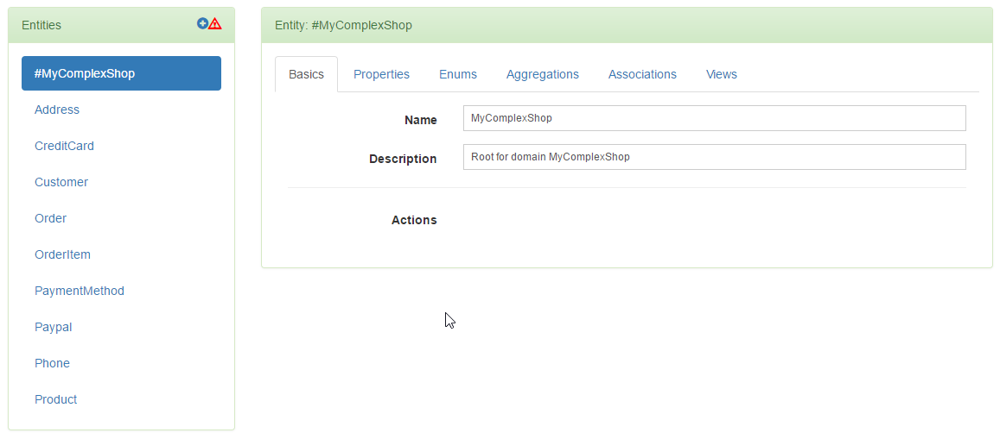 Entities
#MyComplexShop
Address
CreditCard
Customer
Order
OrderItem
PaymentMethod
Paypal
Phone
Product
Entity: #MyComplexShop
Basics Properties Enums Aggregations Associations Views
Name MyComplexShop
Description Root for domain MyComplexShop
Actions